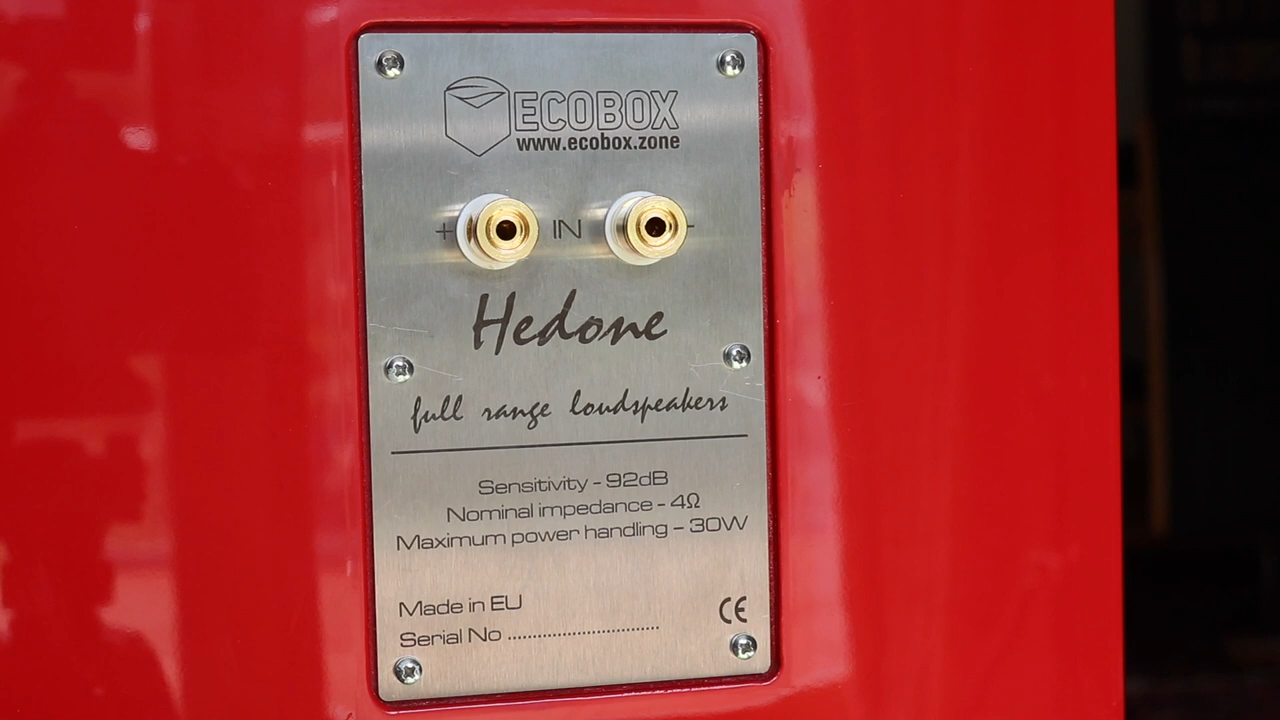 ECOBOX
www.ecobox.zone
+ IN -
Hedone
full range loudspeakers
Sensitivity - 92dB
Nominal impedance - 4Ω
Maximum power handling - 30W
Made in EU
CE
Serial No ..............................